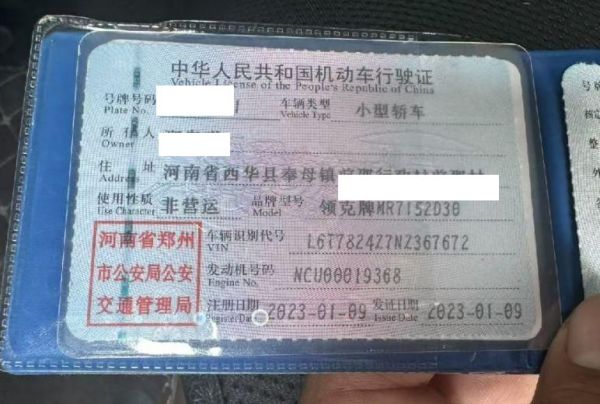 中华人民共和国机动车行驶证
Vehicle License of the People's Republic of China
号牌号码 Plate No. 车辆类型 Vehicle Type 小型轿车
所有人 Owner
住址 Address 河南省西华县奉母镇
使用性质 Use Character 非营运 品牌型号 Model 领克牌MR7152D30
河南省郑州
市公安局公安
交通管理局
车辆识别代号 VIN L6T7824Z7NZ367672
发动机号码 Engine No. NCU00019368
注册日期 Register Date 2023-01-09 发证日期 Issue Date 2023-01-09